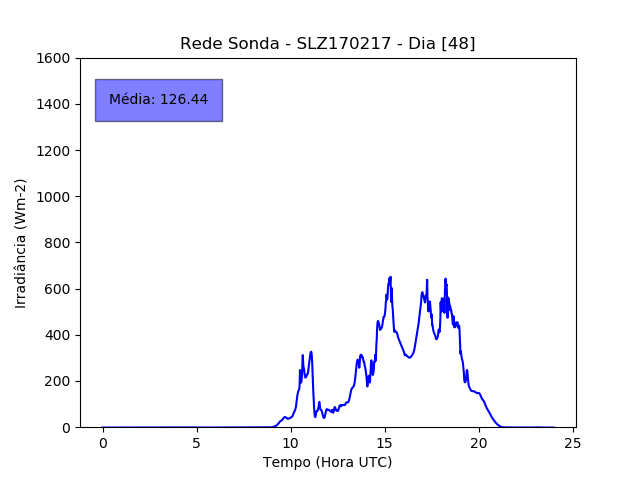 Rede Sonda - SLZ170217 - Dia [48]
1600
1400
1200
1000
800
600
400
200
0
Média: 126.44
Irradiância (Wm-2)
0 5 10 15 20 25
Tempo (Hora UTC)